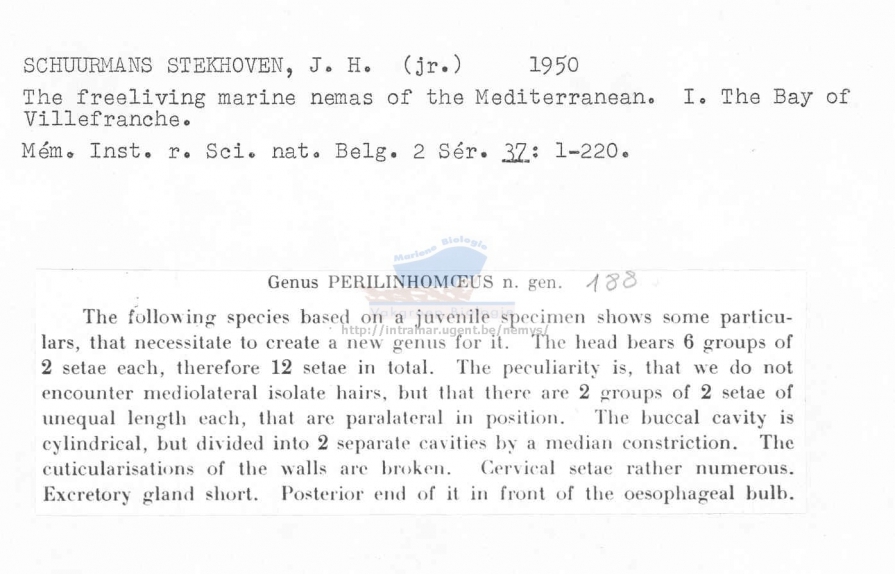 SCHUURMANS STEKHOVEN, J. H. (jr.) 1950
The freeliving marine nemas of the Mediterranean. I. The Bay of
Villefranche.
Mém. Inst. r. Sci. nat. Belg. 2 Sér. 37: 1-220.
Marine Biologie
Genus PERILINHOMŒUS n. gen. 188
The following species based on a juvenile specimen shows some particu-
http://intramar.ugent.be/nemys/
lars, that necessitate to create a new genus for it. The head bears 6 groups of
2 setae each, therefore 12 setae in total. The peculiarity is, that we do not
encounter mediolateral isolate hairs, but that there are 2 groups of 2 setae of
unequal length each, that are paralateral in position. The buccal cavity is
cylindrical, but divided into 2 separate cavities by a median constriction. The
cuticularisations of the walls are broken. Cervical setae rather numerous.
Excretory gland short. Posterior end of it in front of the oesophageal bulb.